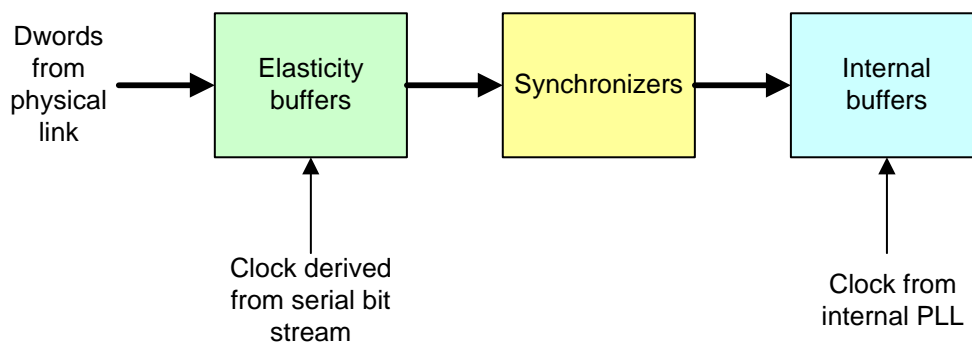 Dwords
from
physical
link
Elasticity
buffers
Synchronizers
Internal
buffers
Clock derived
from serial bit
stream
Clock from
internal PLL